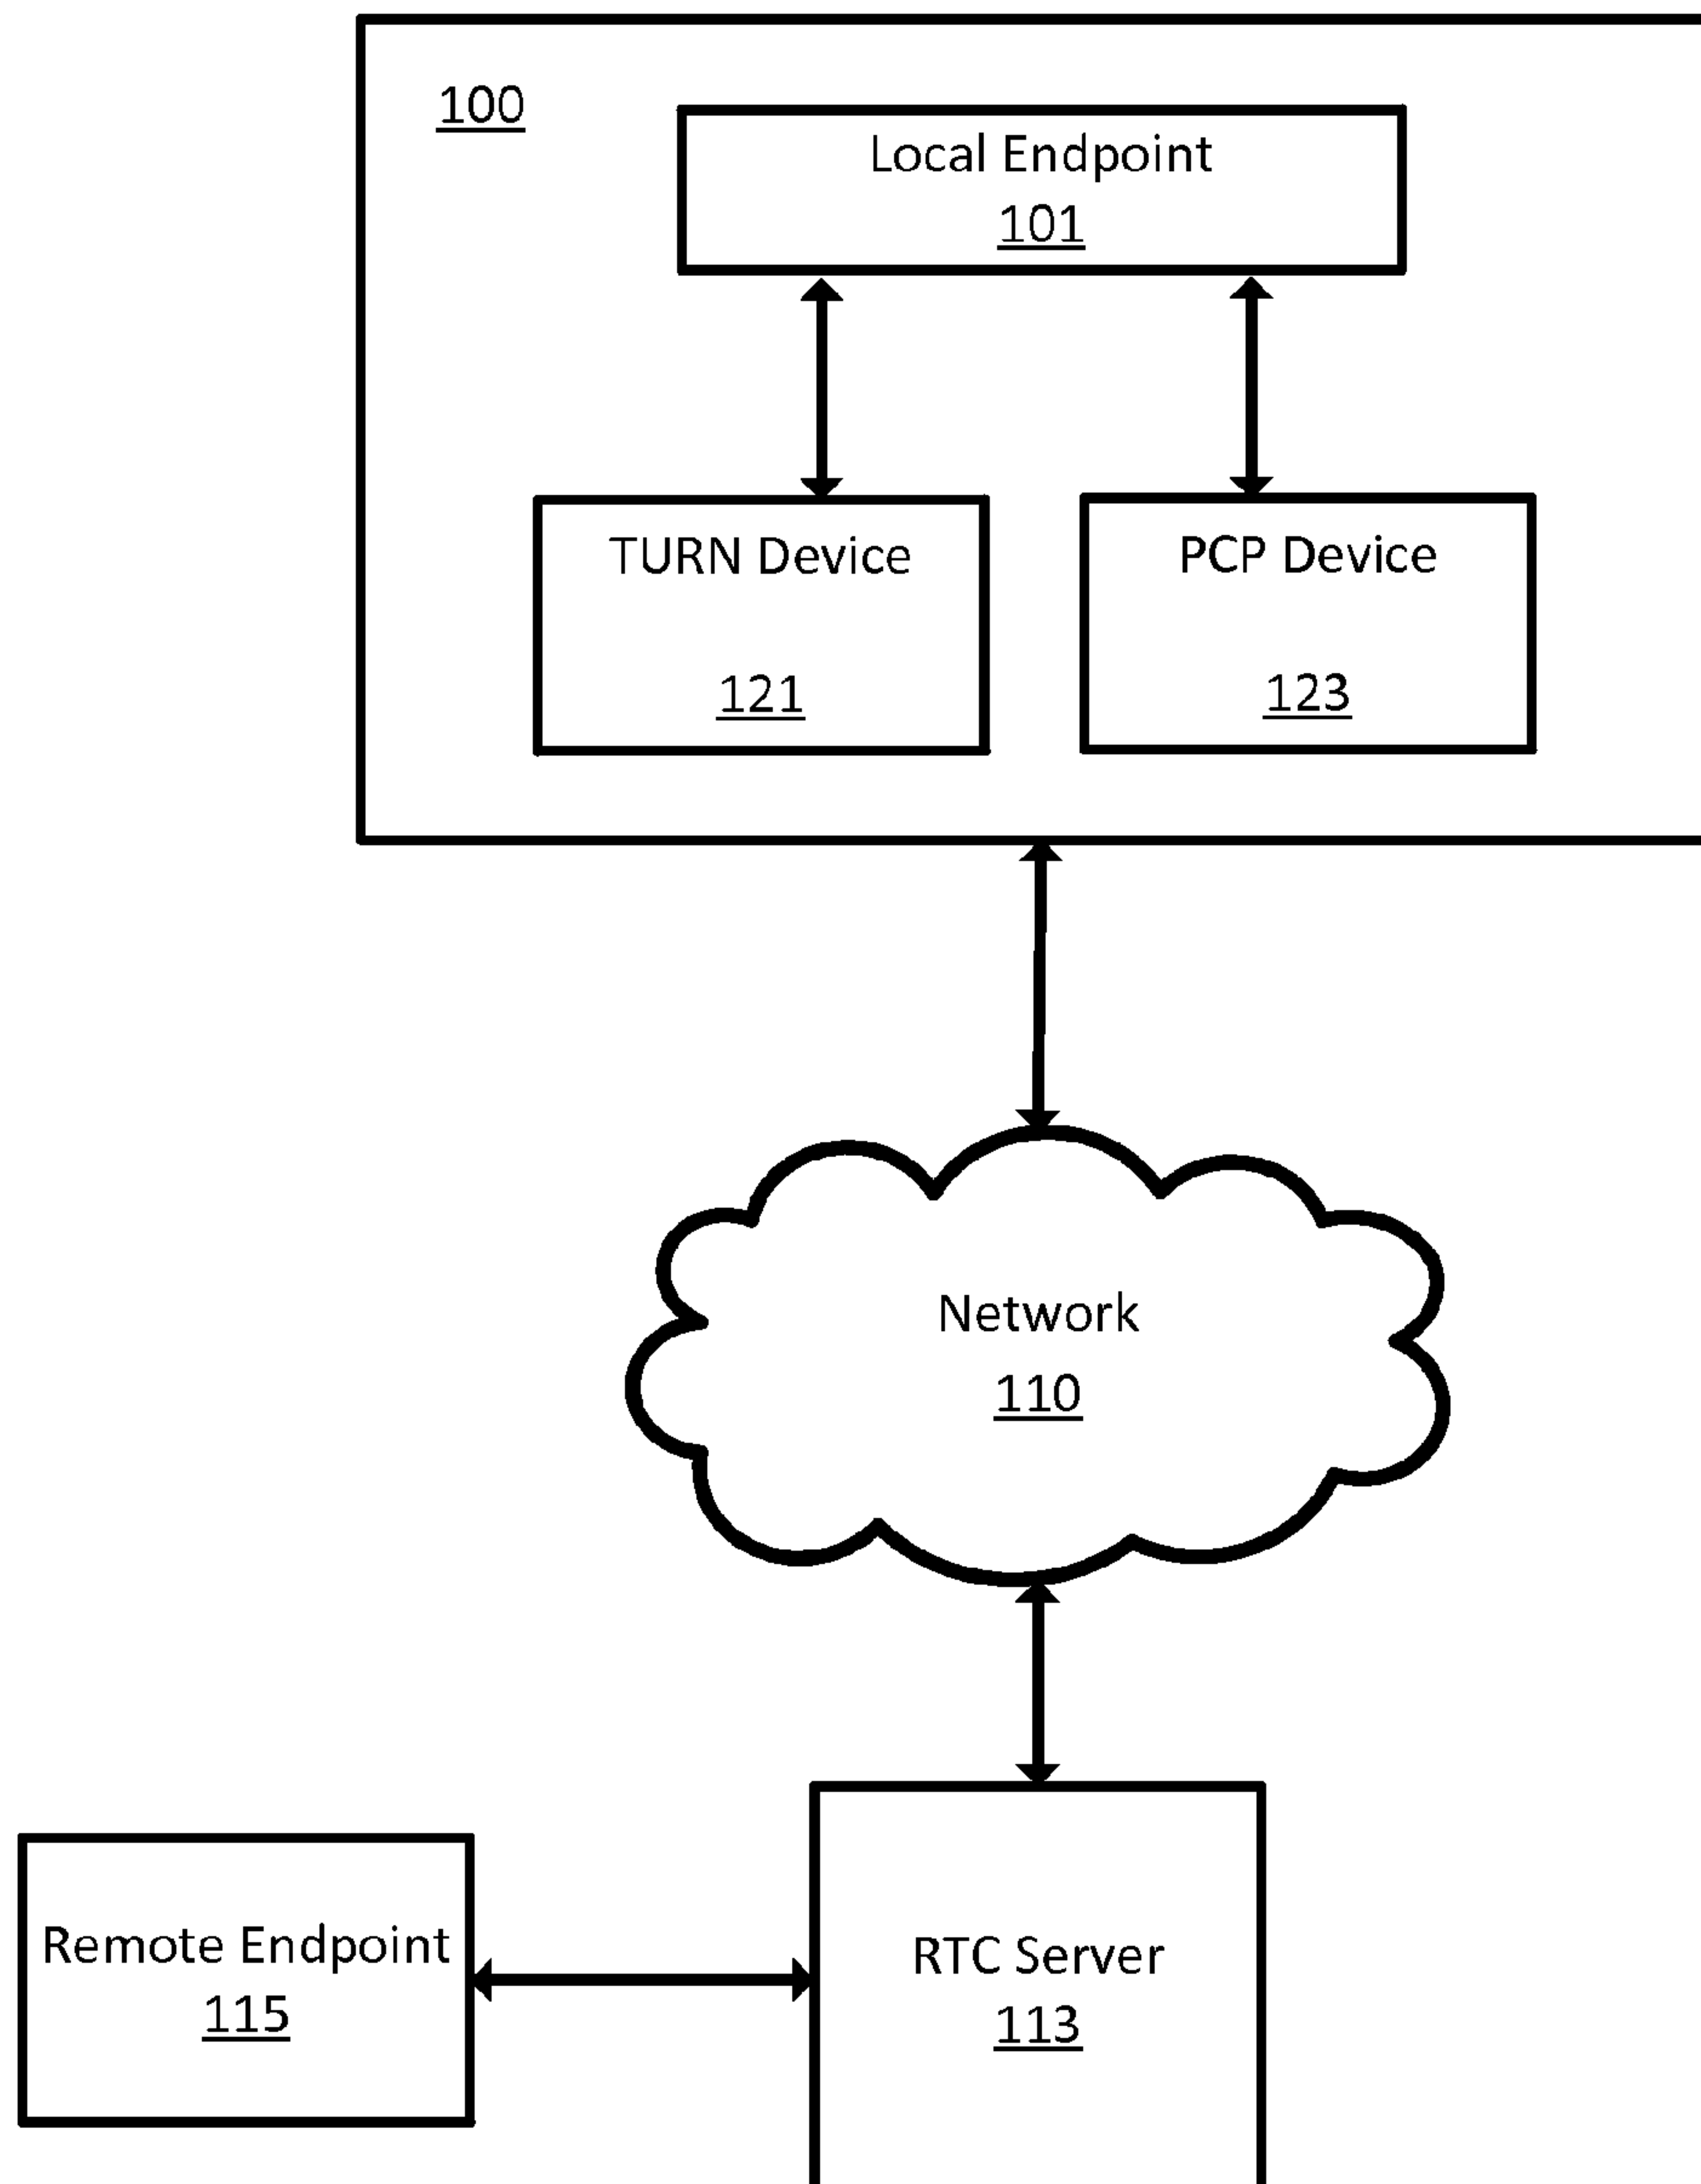 100
Local Endpoint
101
TURN Device
121
PCP Device
123
Network
110
Remote Endpoint
115
RTC Server
113